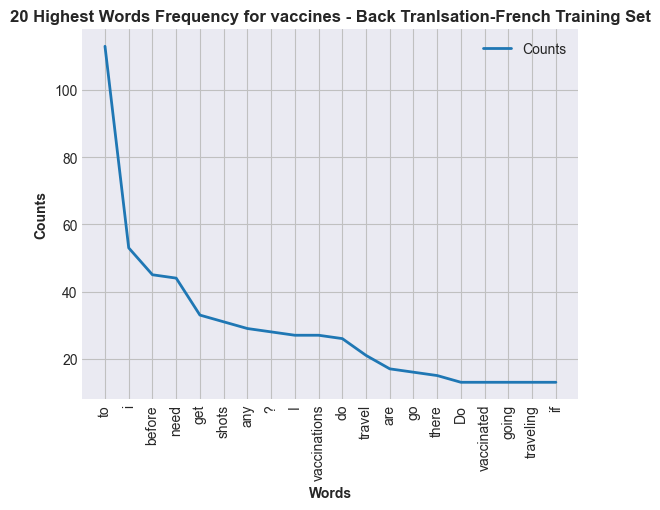 20 Highest Words Frequency for vaccines - Back Tranlsation-French Training Set
Counts
100
80
60
40
20
Counts
to
i
before
need
get
shots
any
?
I
vaccinations
do
travel
are
go
there
Do
vaccinated
going
traveling
if
Words